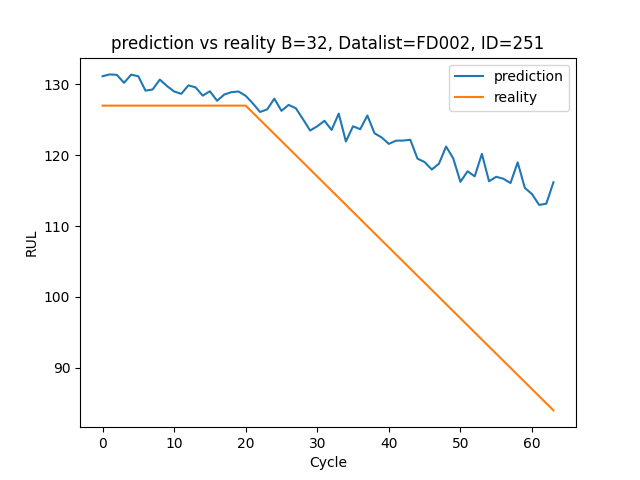 prediction vs reality B=32, Datalist=FD002, ID=251
prediction
reality
RUL
130
120
110
100
90
0 10 20 30 40 50 60
Cycle